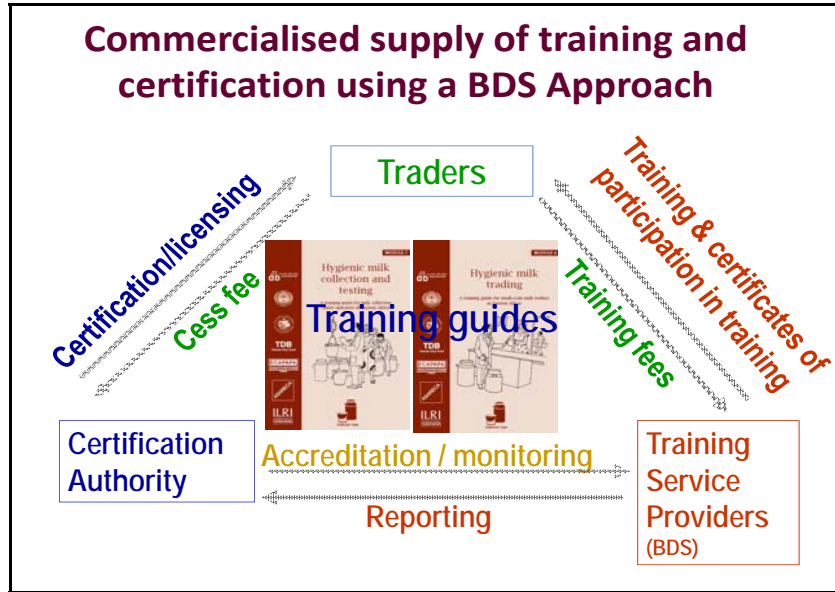 Commercialised supply of training and
certification using a BDS Approach
Traders
Certification/licensing
Cess fee
Training & certificates of
participation in training
Training fees
Hygienic milk
collection and
testing
TDB
ILRI
Hygienic milk
trading
TDB
ILRI
Training guides
Certification
Authority
Accreditation / monitoring
Reporting
Training
Service
Providers
(BDS)